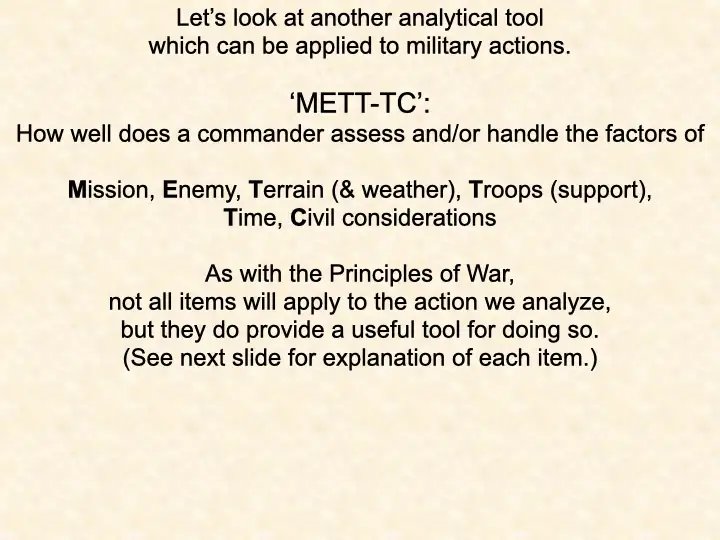 Let’s look at another analytical tool
which can be applied to military actions.
‘METT-TC’:
How well does a commander assess and/or handle the factors of
Mission, Enemy, Terrain (& weather), Troops (support),
Time, Civil considerations
As with the Principles of War,
not all items will apply to the action we analyze,
but they do provide a useful tool for doing so.
(See next slide for explanation of each item.)